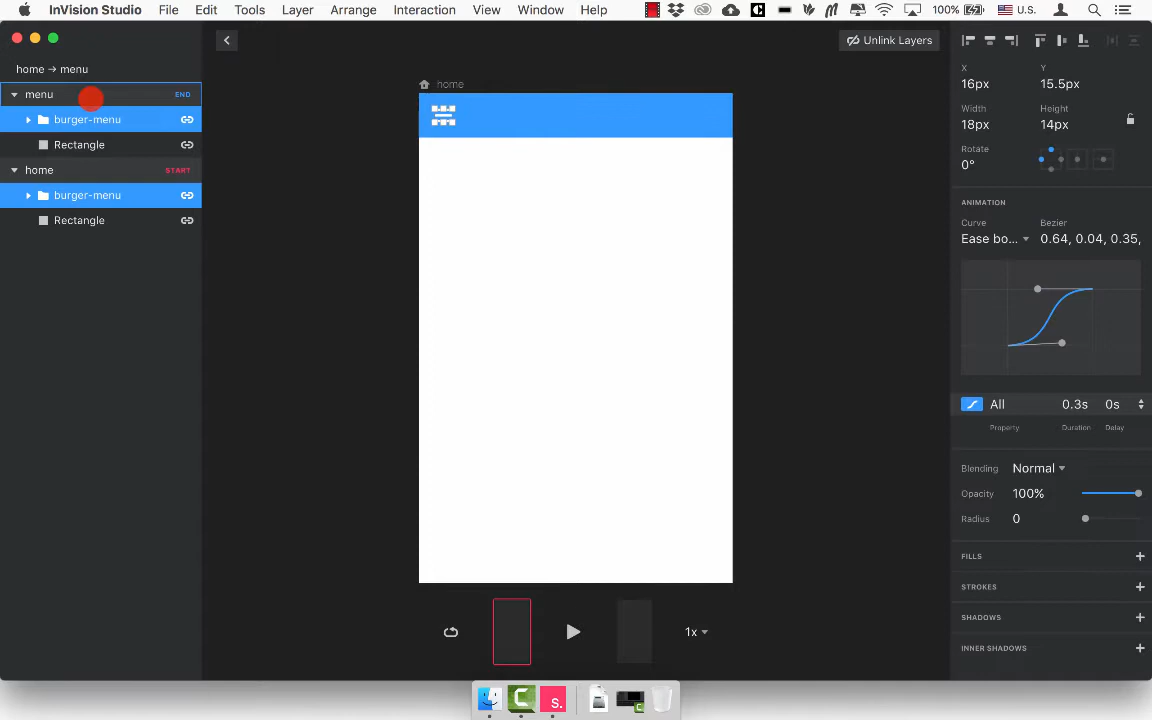 InVision Studio File Edit Tools Layer Arrange Interaction View Window Help 100% U.S.
home → menu
Unlink Layers
menu END
burger-menu
Rectangle
home START
burger-menu
Rectangle
home
X Y
16px 15.5px
Width Height
18px 14px
Rotate
0°
ANIMATION
Curve Bezier
Ease bo... 0.64, 0.04, 0.35,
All 0.3s 0s
Property Duration Delay
Blending Normal
Opacity 100%
Radius 0
FILLS
STROKES
SHADOWS
INNER SHADOWS
1x
s.